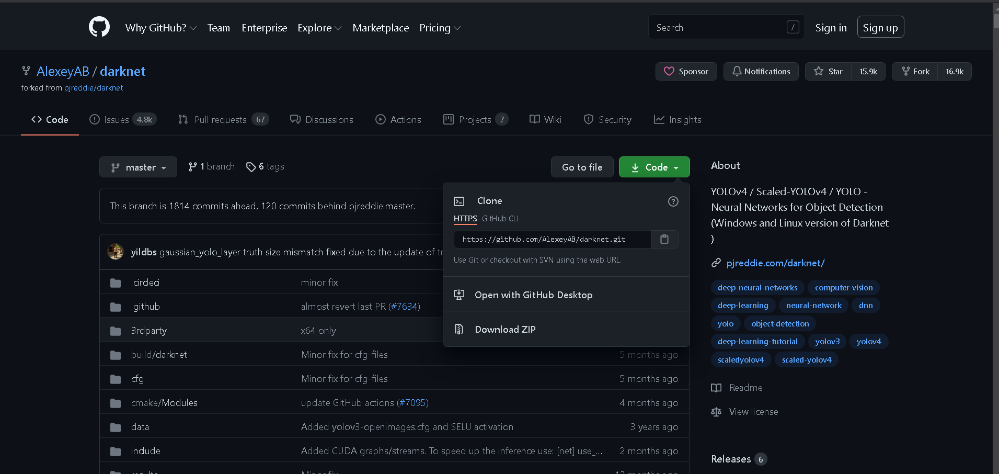 Why GitHub? Team Enterprise Explore Marketplace Pricing Search / Sign in Sign up
AlexeyAB / darknet
forked from pjreddie/darknet
Sponsor Notifications Star 15.9k Fork 16.9k
Code Issues 4.8k Pull requests 67 Discussions Actions Projects 7 Wiki Security Insights
master 1 branch 6 tags Go to file Code
This branch is 1814 commits ahead, 120 commits behind pjreddie:master.
Clone
HTTPS GitHub CLI
https://github.com/AlexeyAB/darknet.git
Use Git or checkout with SVN using the web URL.
Open with GitHub Desktop
Download ZIP
yildbs gaussian_yolo_layer truth size mismatch fixed due to the update of
.circleci minor fix
.github almost revert last PR (#7634)
3rdparty x64 only
build/darknet Minor fix for cfg-files 5 months ago
cfg Minor fix for cfg-files 5 months ago
cmake/Modules update GitHub actions (#7095) 4 months ago
data Added yolov3-openimages.cfg and SELU activation 3 years ago
include Added CUDA graphs/streams. To speed up the inference use: [net] use_... 2 months ago
About
YOLOv4 / Scaled-YOLOv4 / YOLO -
Neural Networks for Object Detection
(Windows and Linux version of Darknet
)
pjreddie.com/darknet/
deep-neural-networks computer-vision
deep-learning neural-network dnn
yolo object-detection
deep-learning-tutorial yolov3 yolov4
scaledyolov4 scaled-yolov4
Readme
View license
Releases 6